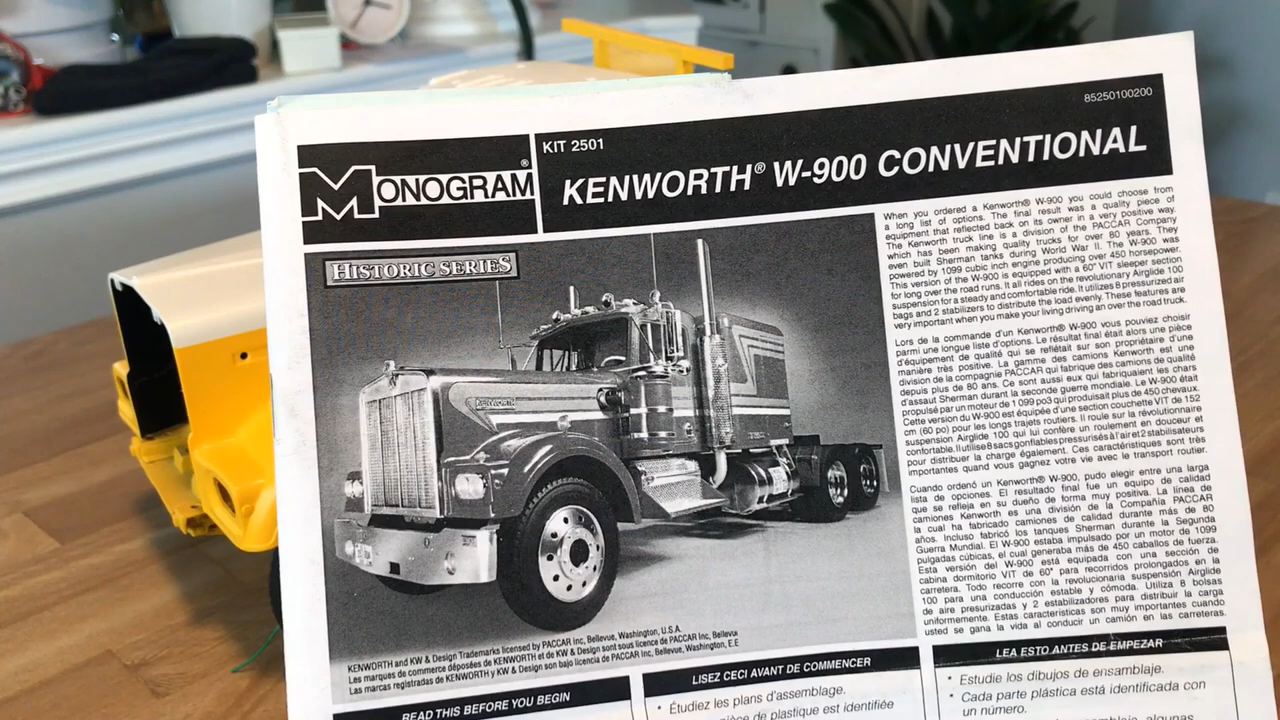 85250100200
MONOGRAM®
KIT 2501
KENWORTH® W-900 CONVENTIONAL
HISTORIC SERIES
KENWORTH
When you ordered a Kenworth® W-900 you could choose from
a long list of options. The final result was a quality piece of
equipment that reflected back on its owner in a very positive way.
The Kenworth truck line is a division of the PACCAR Company
which has been making quality trucks for over 80 years. They
even built Sherman tanks during World War II. The W-900 was
powered by 1099 cubic inch engine producing over 450 horsepower.
This version of the W-900 is equipped with a 60" VIT sleeper section
for long over the road runs. It all rides on the revolutionary Airglide 100
suspension for a steady and comfortable ride. It utilizes 8 pressurized air
bags and 2 stabilizers to distribute the load evenly. These features are
very important when you make your living driving an over the road truck.
Lors de la commande d'un Kenworth® W-900 vous pouviez choisir
parmi une longue liste d'options. Le résultat final était alors une pièce
d'équipement de qualité qui se reflétait sur son propriétaire d'une
manière très positive. La gamme des camions Kenworth est une
division de la compagnie PACCAR qui fabrique des camions de qualité
depuis plus de 80 ans. Ce sont aussi eux qui fabriquaient les chars
d'assaut Sherman durant la seconde guerre mondiale. Le W-900 était
propulsé par un moteur de 1 099 po3 qui produisait plus de 450 chevaux.
Cette version du W-900 est équipée d'une section couchette VIT de 152
cm (60 po) pour les longs trajets routiers. Il roule sur la révolutionnaire
suspension Airglide 100 qui lui confère un roulement en douceur et
confortable. Il utilise 8 sacs gonflables pressurisés à l'air et 2 stabilisateurs
pour distribuer la charge également. Ces caractéristiques sont très
importantes quand vous gagnez votre vie avec le transport routier.
Cuando ordenó un Kenworth® W-900, pudo elegir entre una larga
lista de opciones. El resultado final fue un equipo de calidad
que se refleja en su dueño de forma muy positiva. La línea de
camiones Kenworth es una división de la Compañía PACCAR
la cual ha fabricado camiones de calidad durante más de 80
años. Incluso fabricó los tanques Sherman durante la Segunda
Guerra Mundial. El W-900 estaba impulsado por un motor de 1099
pulgadas cúbicas, el cual generaba más de 450 caballos de fuerza.
Esta versión del W-900 está equipada con una sección de
cabina dormitorio VIT de 60" para recorridos prolongados en la
carretera. Todo recorre con la revolucionaria suspensión Airglide
100 para una conducción estable y cómoda. Utiliza 8 bolsas
de aire presurizadas y 2 estabilizadores para distribuir la carga
uniformemente. Estas características son muy importantes cuando
usted se gana la vida al conducir un camión en las carreteras.
KENWORTH and KW & Design Trademarks licensed by PACCAR Inc, Bellevue, Washington, U.S.A.
Les marques de commerce déposées de KENWORTH et de KW & Design sont sous licence de PACCAR Inc, Bellevue
Las marcas registradas de KENWORTH y KW & Design son bajo licencia de PACCAR Inc, Bellevue, Washington, E.E
READ THIS BEFORE YOU BEGIN
LISEZ CECI AVANT DE COMMENCER
* Étudiez les plans d'assemblage.
pièce de plastique est identifiée
LEA ESTO ANTES DE EMPEZAR
* Estudie los dibujos de ensamblaje.
* Cada parte plástica está identificada con
un número.
algunas